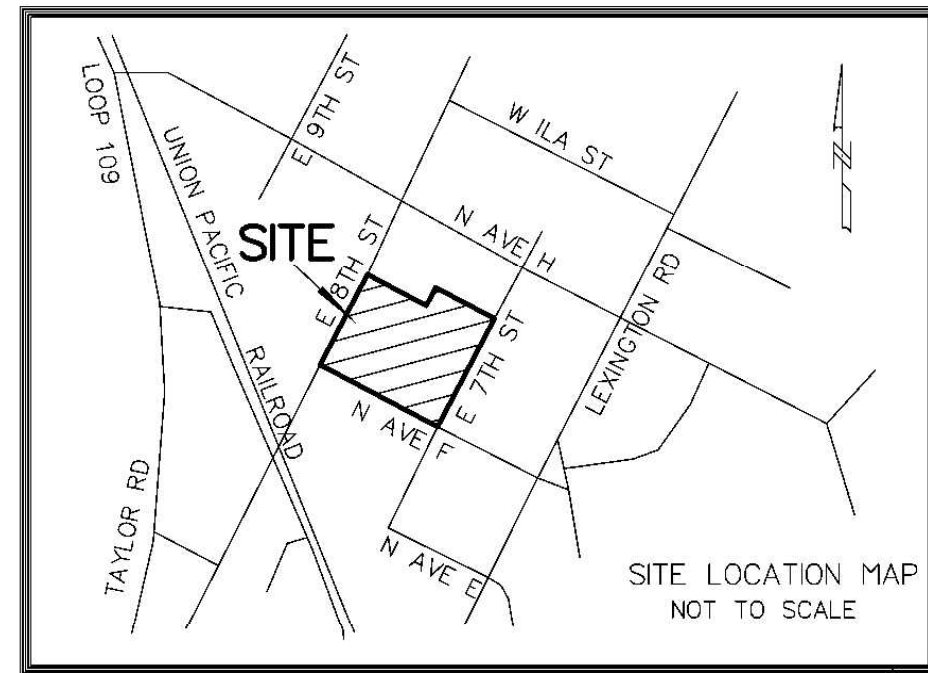 LOOP 109
UNION PACIFIC
RAILROAD
E 9TH ST
W ILA ST
N AVE H
SITE
E 8TH ST
E 7TH ST
LEXINGTON RD
N AVE F
N AVE E
TAYLOR RD
N
SITE LOCATION MAP
NOT TO SCALE